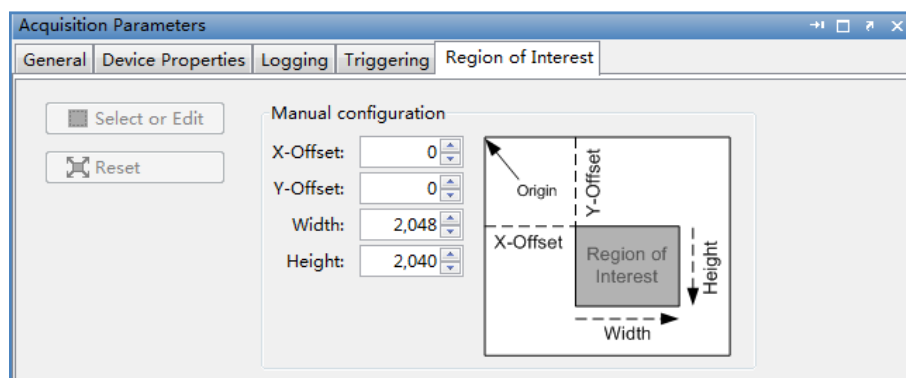 Acquisition Parameters
General Device Properties Logging Triggering Region of Interest
Select or Edit
Reset
Manual configuration
X-Offset: 0
Y-Offset: 0
Width: 2,048
Height: 2,040
Origin
Y-Offset
X-Offset
Region of
Interest
Height
Width